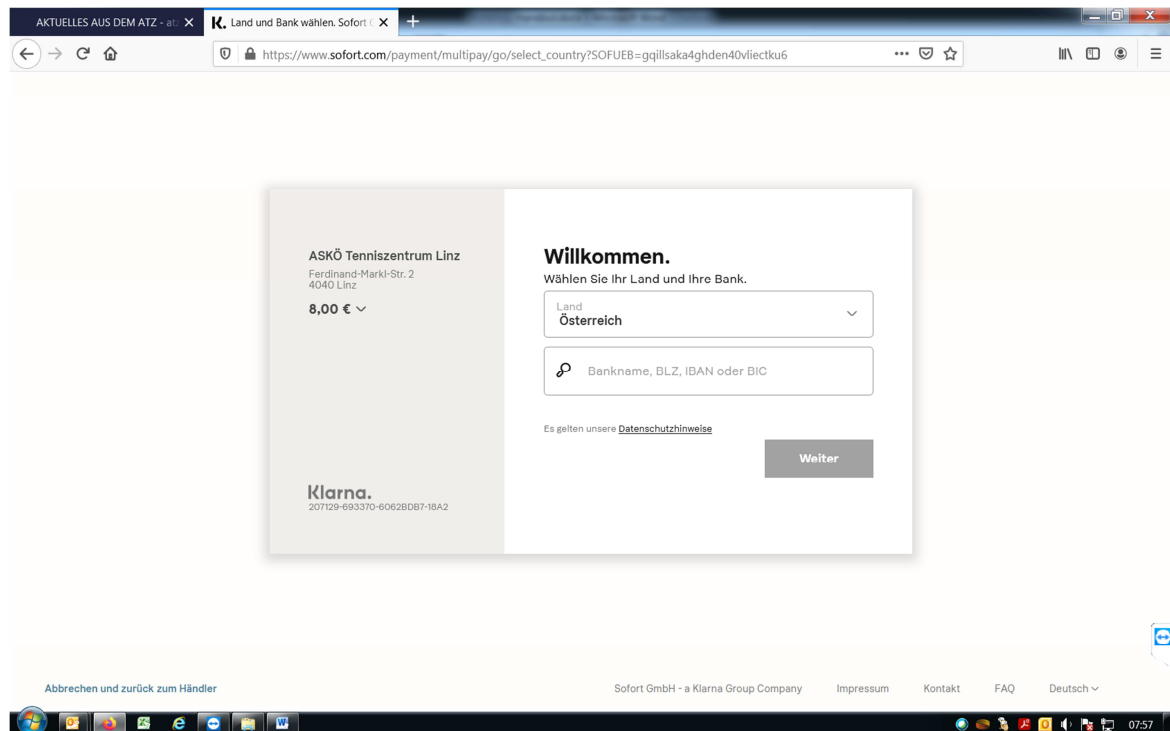 AKTUELLES AUS DEM ATZ - at
K. Land und Bank wählen. Sofort
https://www.sofort.com/payment/multipay/go/select_country?SOFUEB=gqillsaka4ghden40vliectku6
ASKÖ Tenniszentrum Linz
Ferdinand-Markl-Str. 2
4040 Linz
8,00 €
Klarna.
207129-693370-6062BDB7-18A2
Willkommen.
Wählen Sie Ihr Land und Ihre Bank.
Land
Österreich
Bankname, BLZ, IBAN oder BIC
Es gelten unsere Datenschutzhinweise
Weiter
Abbrechen und zurück zum Händler
Sofort GmbH - a Klarna Group Company Impressum Kontakt FAQ Deutsch
07:57